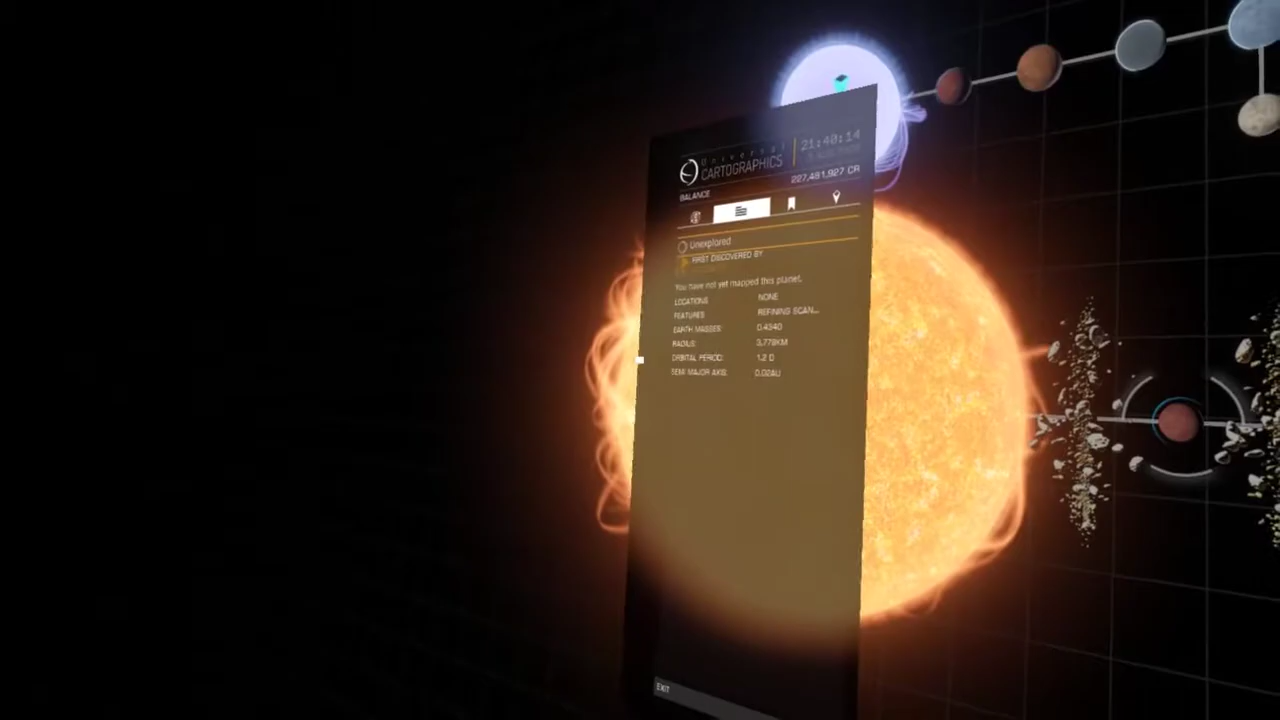 Universal
CARTOGRAPHICS
21:40:14
BALANCE
227,481,927 CR
Unexplored
FIRST DISCOVERED BY
You have not yet mapped this planet.
LOCATIONS NONE
FEATURES REFINING SCAN...
EARTH MASSES: 0.4340
RADIUS: 3,778KM
ORBITAL PERIOD: 1.2 D
SEMI MAJOR AXIS: 0.02AU
EXIT